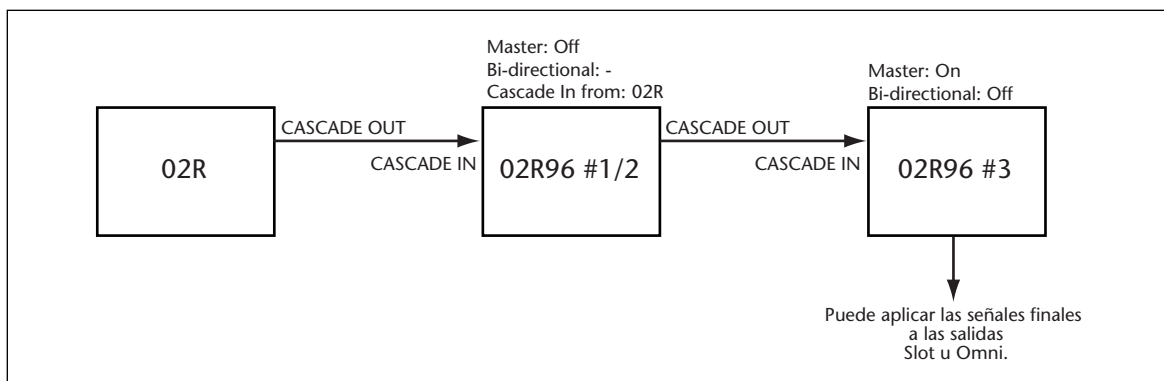 Master: Off
Bi-directional: -
Cascade In from: 02R
Master: On
Bi-directional: Off
02R
CASCADE OUT
CASCADE IN
02R96 #1/2
CASCADE OUT
CASCADE IN
02R96 #3
Puede aplicar las señales finales
a las salidas
Slot u Omni.